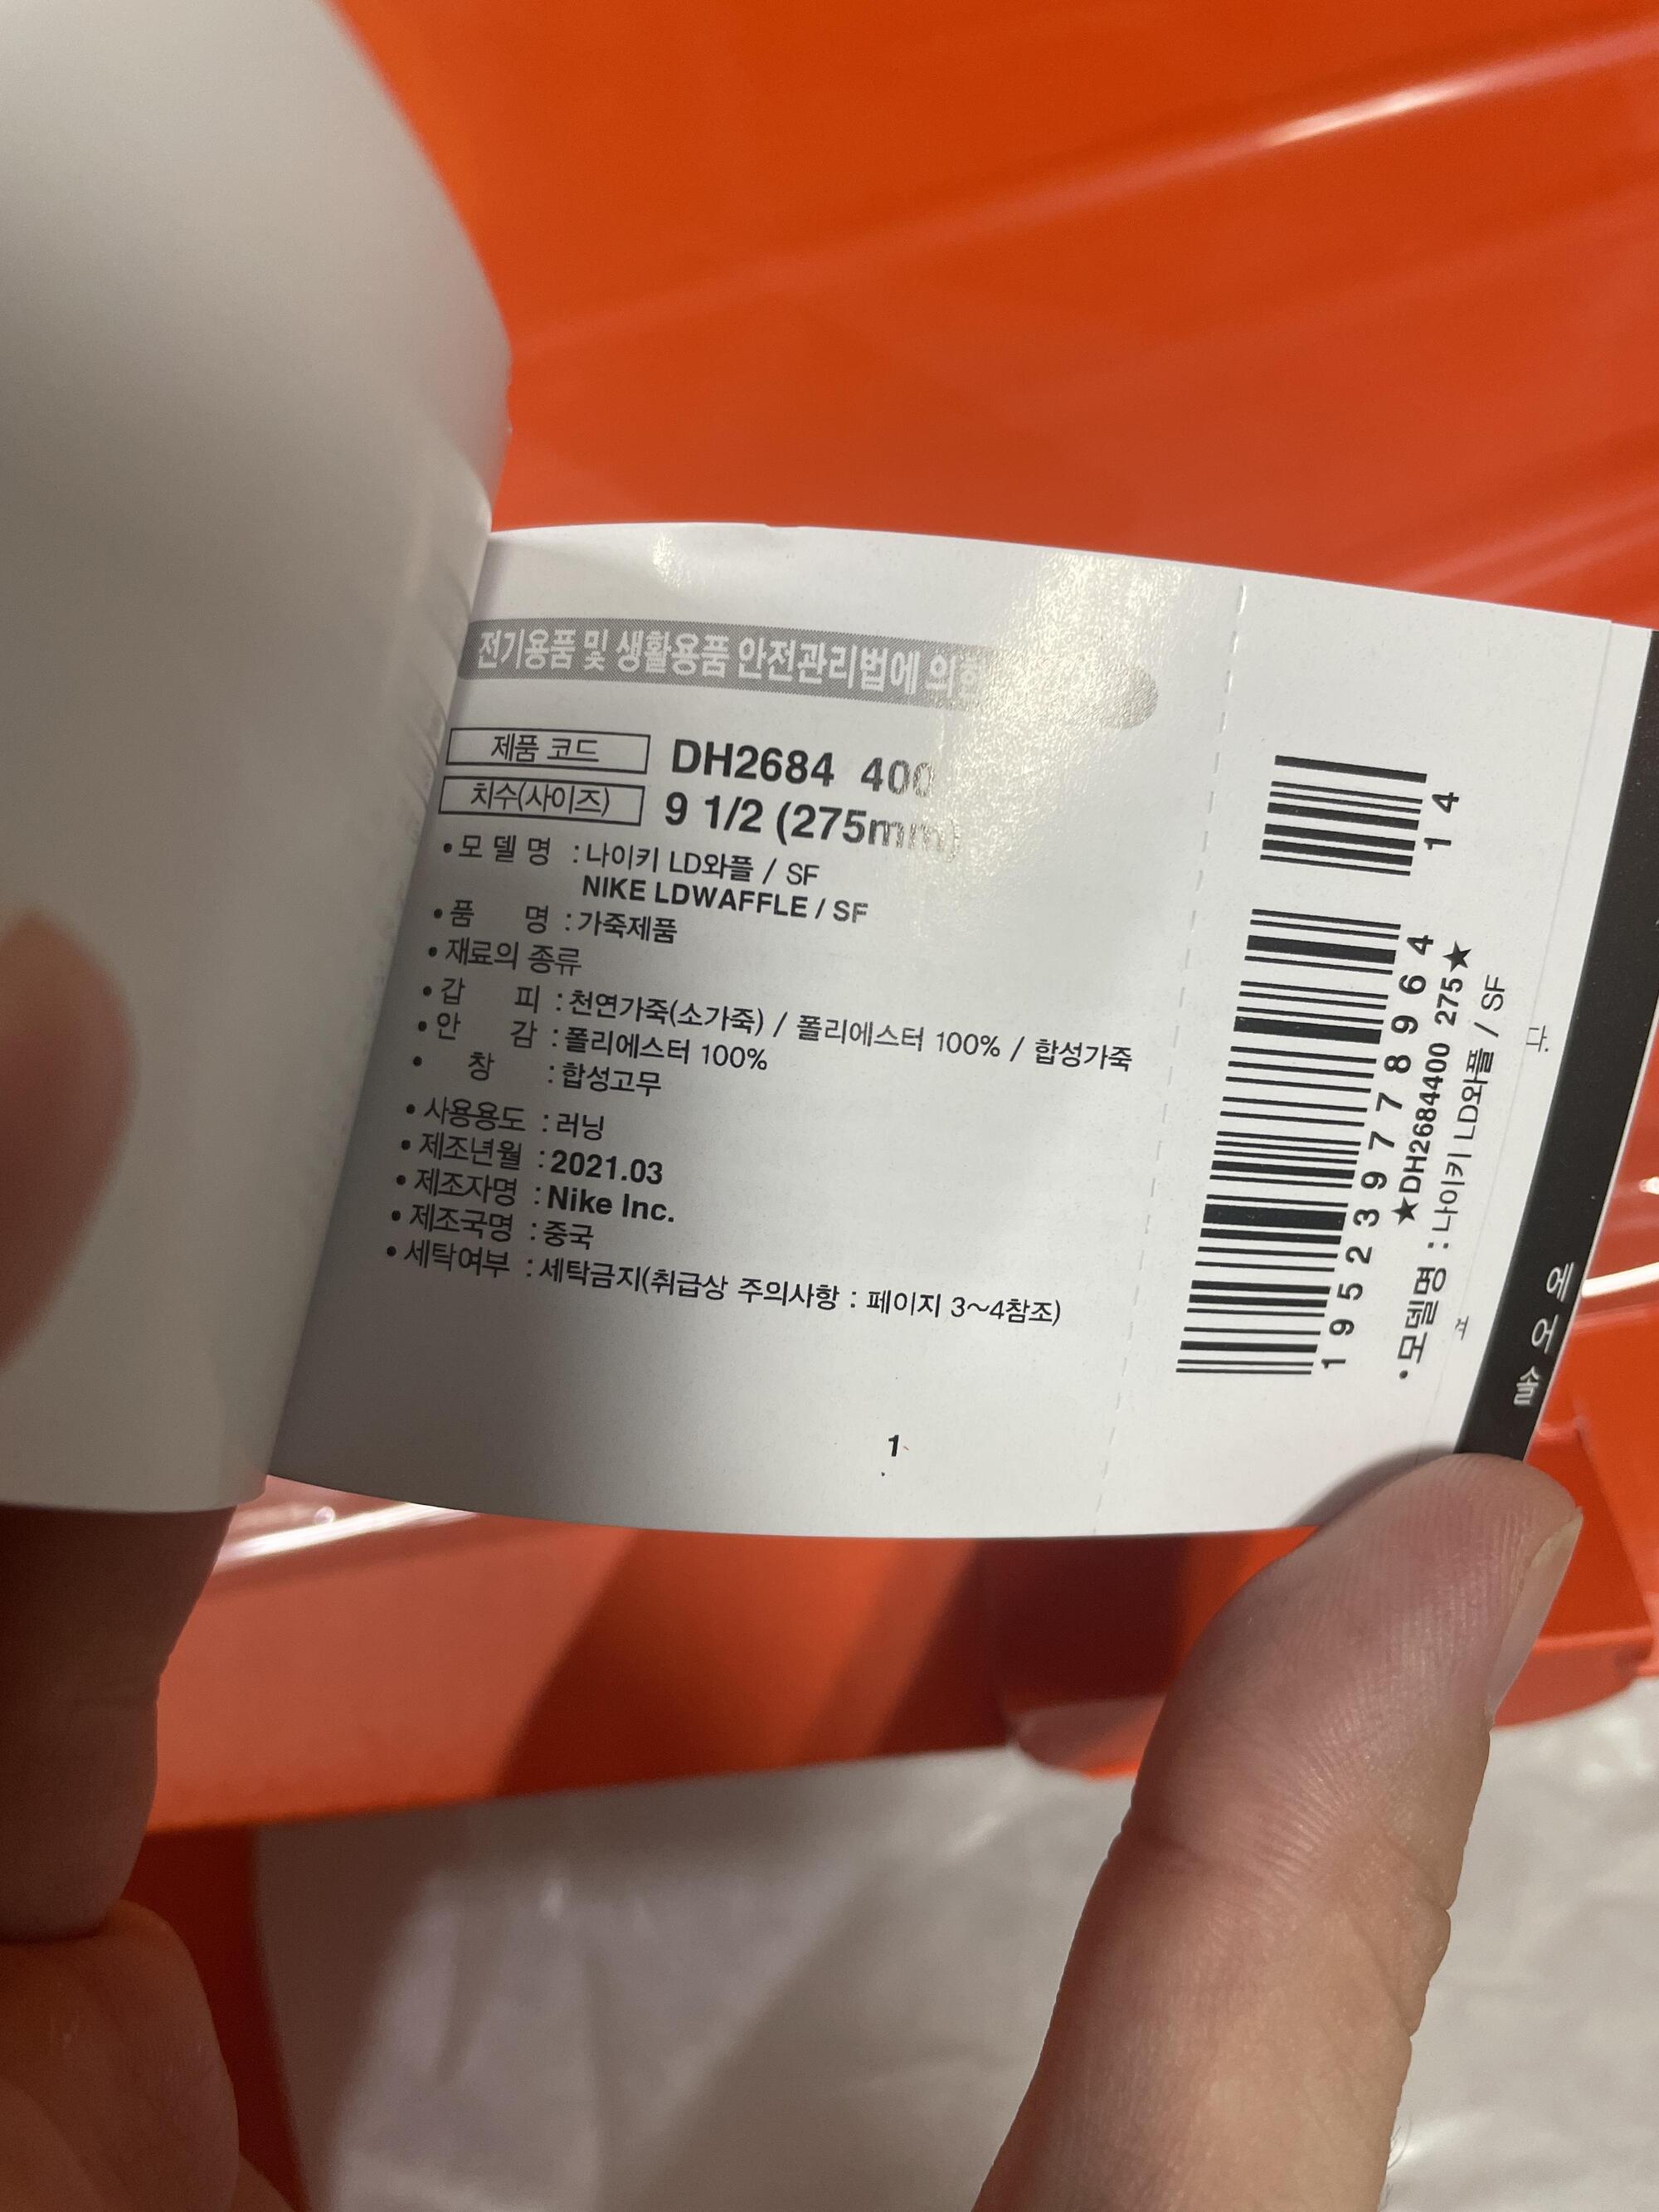 전기용품 및 생활용품 안전관리법에 의한
제품 코드 DH2684 400
치수(사이즈) 9 1/2 (275mm)
•모 델 명 : 나이키 LD와플 / SF
NIKE LDWAFFLE / SF
•품 명 : 가죽제품
•재료의 종류
•갑 피 : 천연가죽(소가죽) / 폴리에스터 100% / 합성가죽
•안 감 : 폴리에스터 100%
• 창 : 합성고무
•사용용도 : 러닝
•제조년월 : 2021.03
•제조자명 : Nike Inc.
•제조국명 : 중국
•세탁여부 : 세탁금지(취급상 주의사항 : 페이지 3~4참조)
1
14
195239778964
★DH2684400 275★
•모델명 : 나이키 LD와플 / SF
다.
에 어 솔